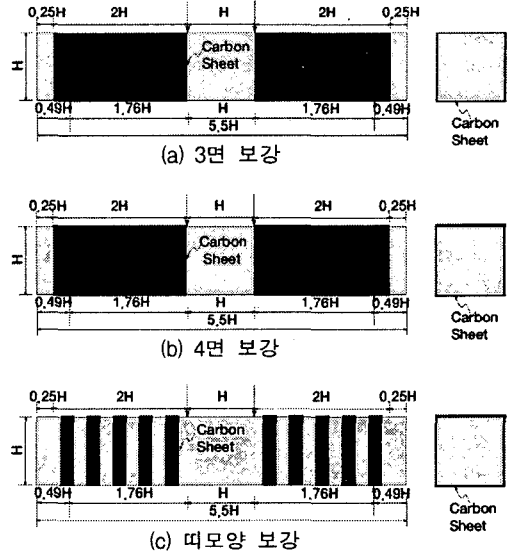 0.25H 2H H 2H 0.25H
H
Carbon
Sheet
0.49H 1.76H H 1.76H 0.49H
5.5H
Carbon
Sheet
(a) 3면 보강
0.25H 2H H 2H 0.25H
H
Carbon
Sheet
0.49H 1.76H H 1.76H 0.49H
5.5H
Carbon
Sheet
(b) 4면 보강
0.25H 2H H 2H 0.25H
H
Carbon
Sheet
0.49H 1.76H H 1.76H 0.49H
5.5H
Carbon
Sheet
(c) 띠모양 보강